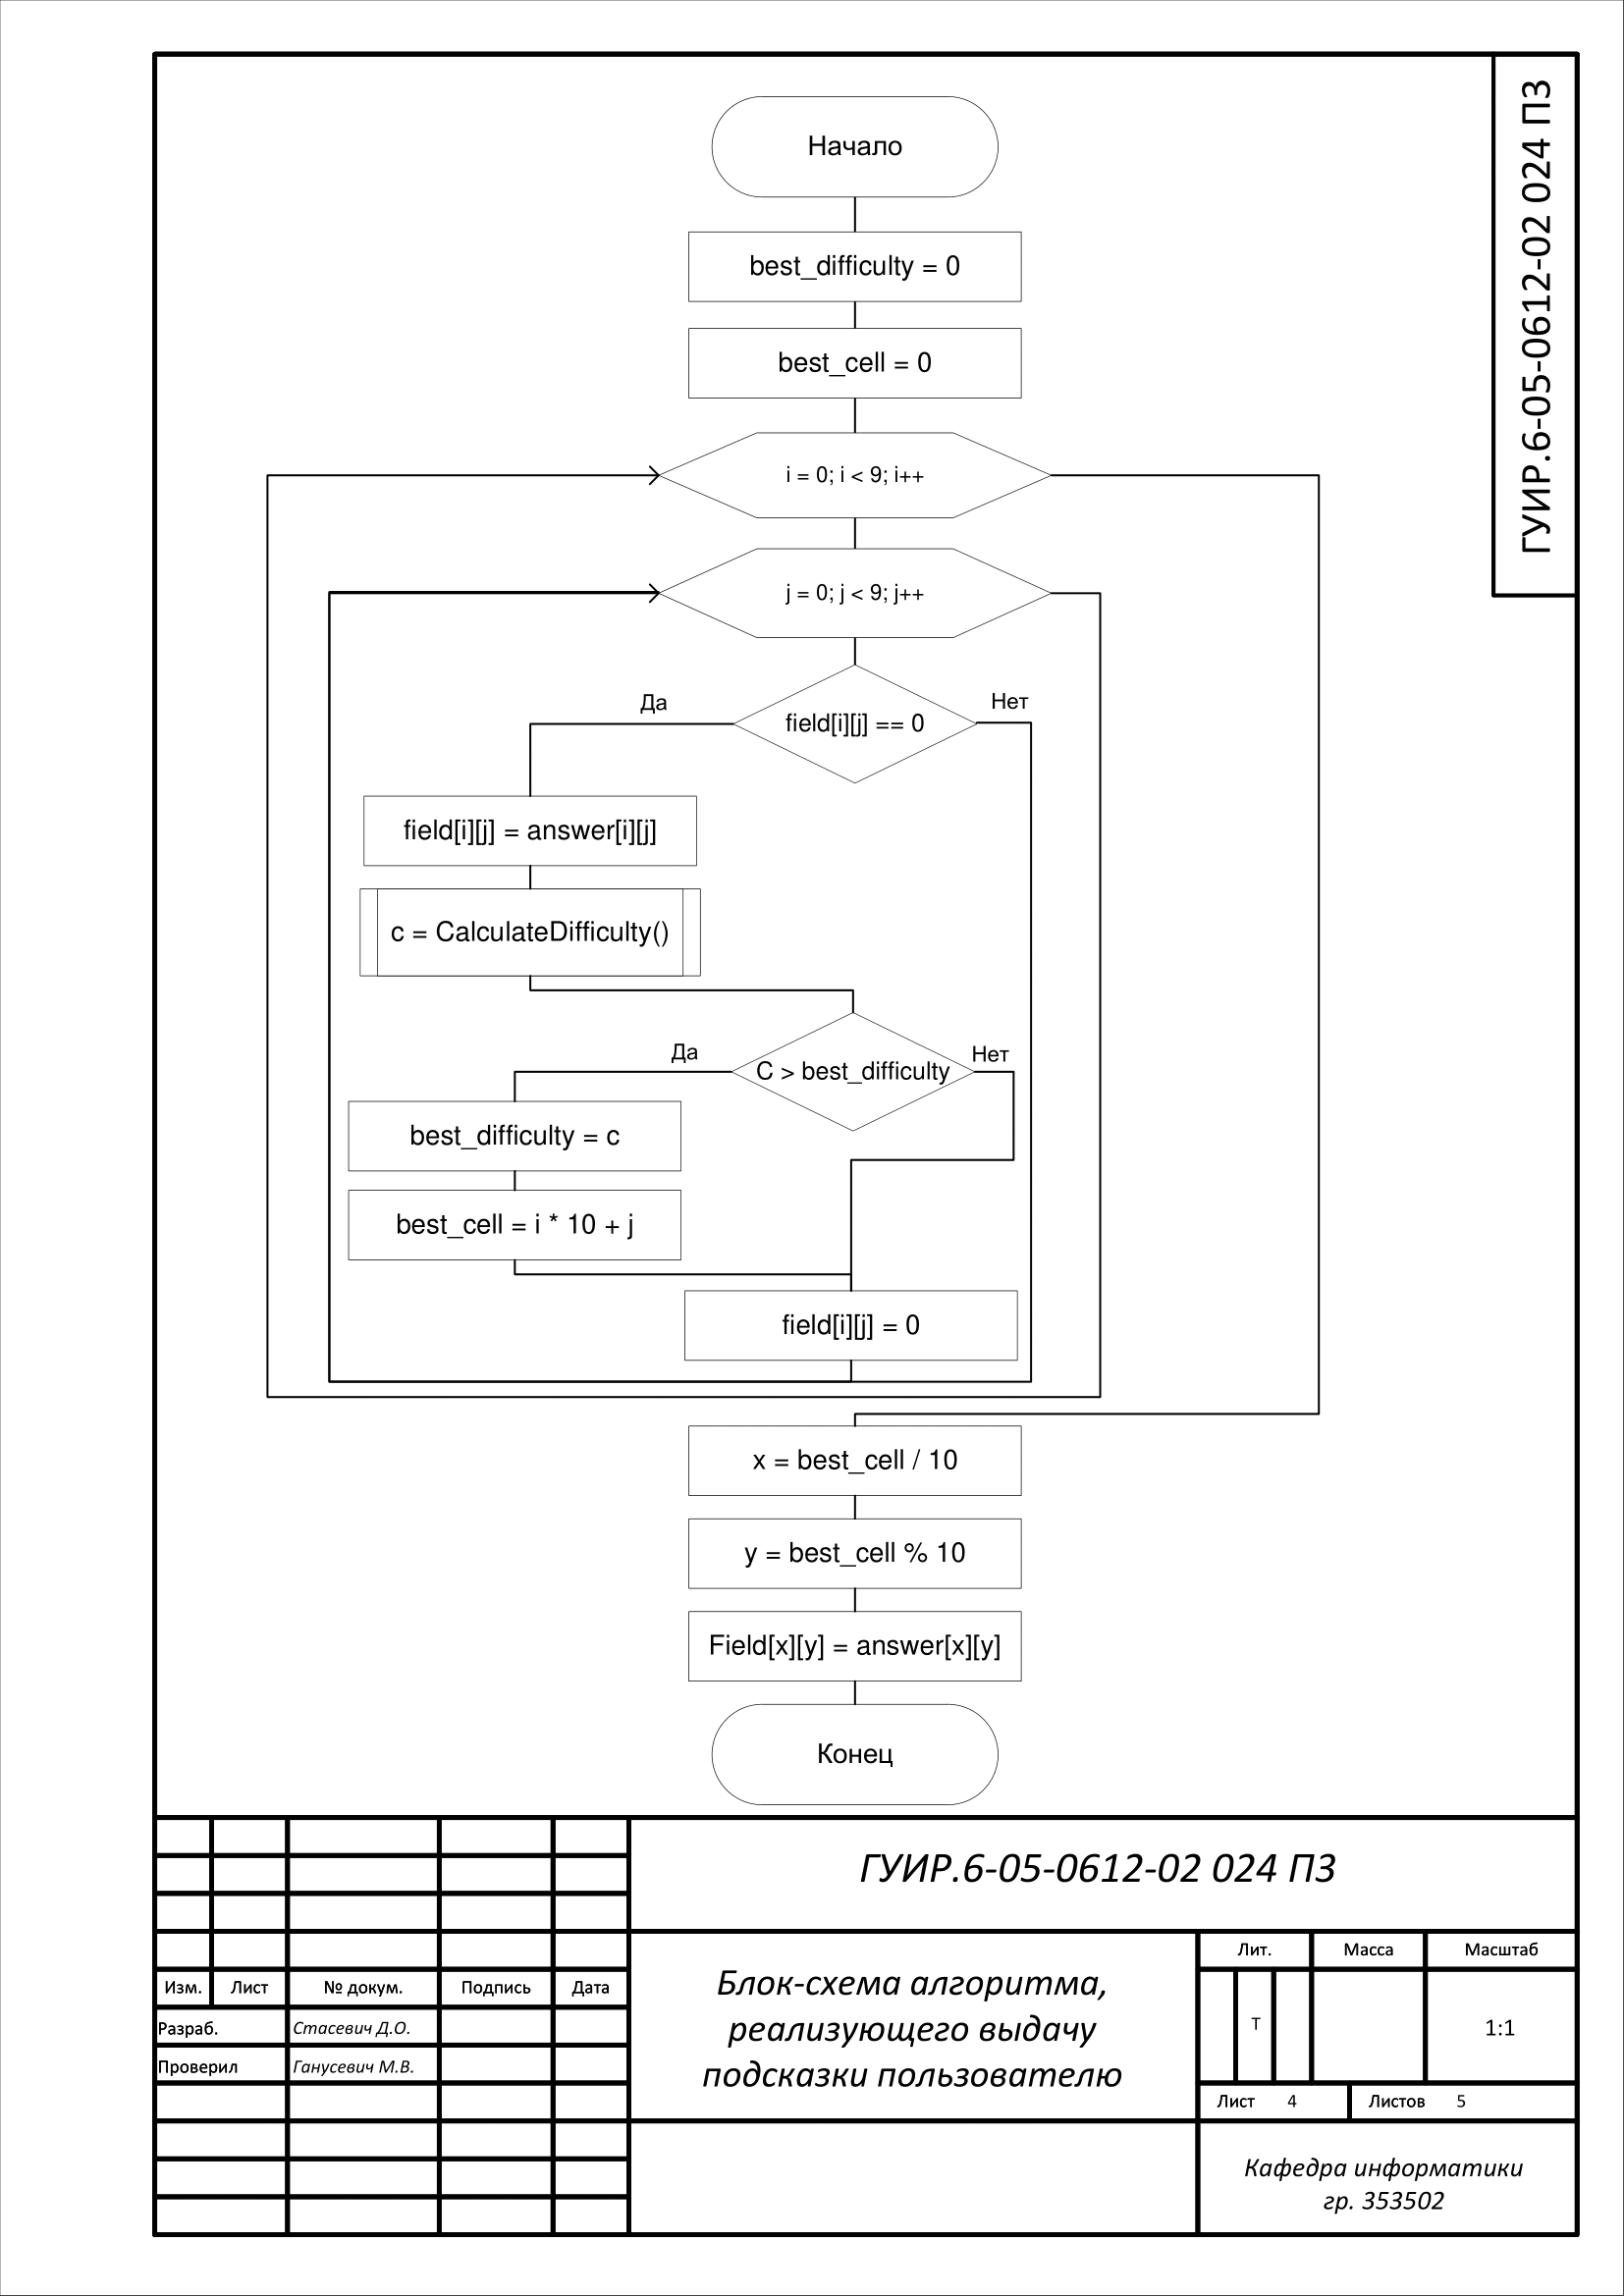 ГУИР.6-05-0612-02 024 ПЗ
Начало
best_difficulty = 0
best_cell = 0
i = 0; i < 9; i++
j = 0; j < 9; j++
Да
Нет
field[i][j] == 0
field[i][j] = answer[i][j]
c = CalculateDifficulty()
Да
Нет
C > best_difficulty
best_difficulty = c
best_cell = i * 10 + j
field[i][j] = 0
x = best_cell / 10
y = best_cell % 10
Field[x][y] = answer[x][y]
Конец
ГУИР.6-05-0612-02 024 ПЗ
Изм. Лист № докум. Подпись Дата
Разраб. Стасевич Д.О.
Проверил Ганусевич М.В.
Блок-схема алгоритма,
реализующего выдачу
подсказки пользователю
Лит. Масса Масштаб
Т 1:1
Лист 4 Листов 5
Кафедра информатики
гр. 353502